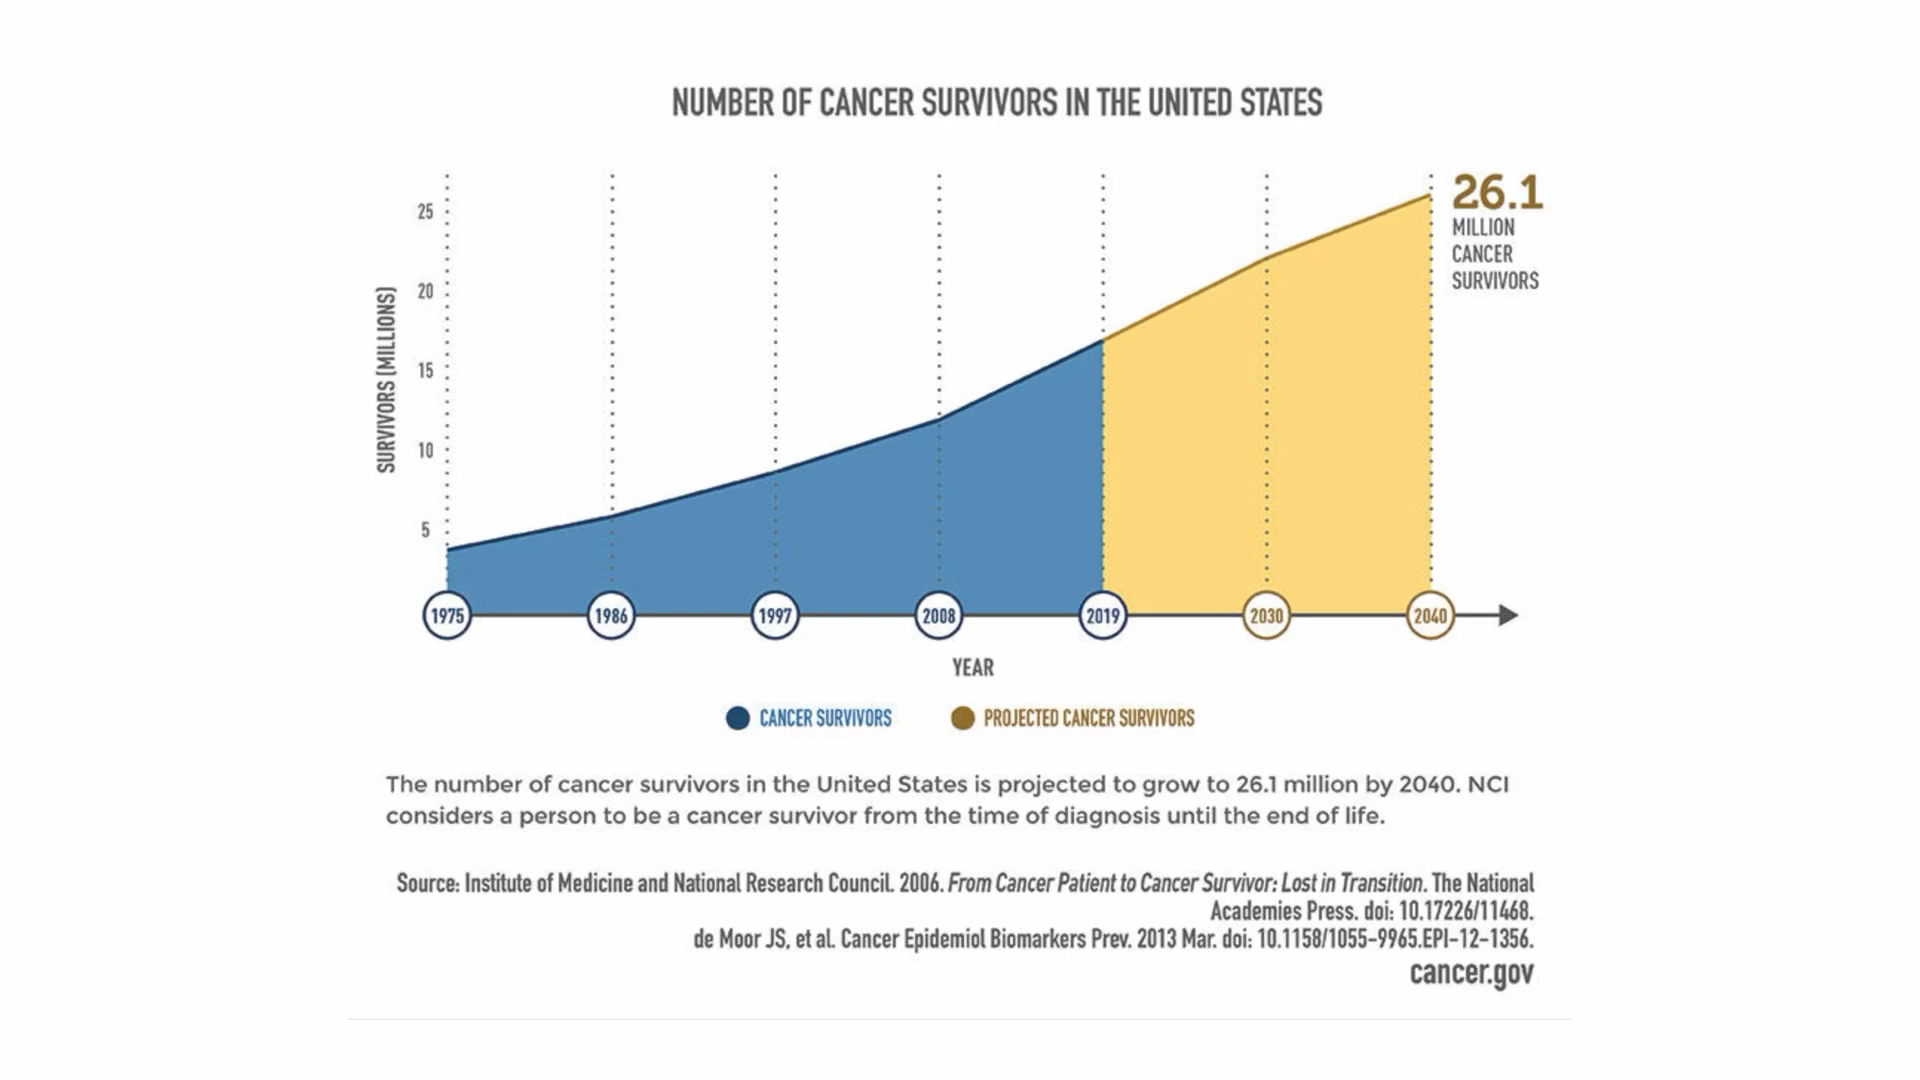 NUMBER OF CANCER SURVIVORS IN THE UNITED STATES
26.1
MILLION
CANCER
SURVIVORS
SURVIVORS (MILLIONS)
25
20
15
10
5
1975
1986
1997
2008
2019
2030
2040
YEAR
CANCER SURVIVORS
PROJECTED CANCER SURVIVORS
The number of cancer survivors in the United States is projected to grow to 26.1 million by 2040. NCI
considers a person to be a cancer survivor from the time of diagnosis until the end of life.
Source: Institute of Medicine and National Research Council. 2006. From Cancer Patient to Cancer Survivor: Lost in Transition. The National
Academies Press. doi: 10.17226/11468.
de Moor JS, et al. Cancer Epidemiol Biomarkers Prev. 2013 Mar. doi: 10.1158/1055-9965.EPI-12-1356.
cancer.gov